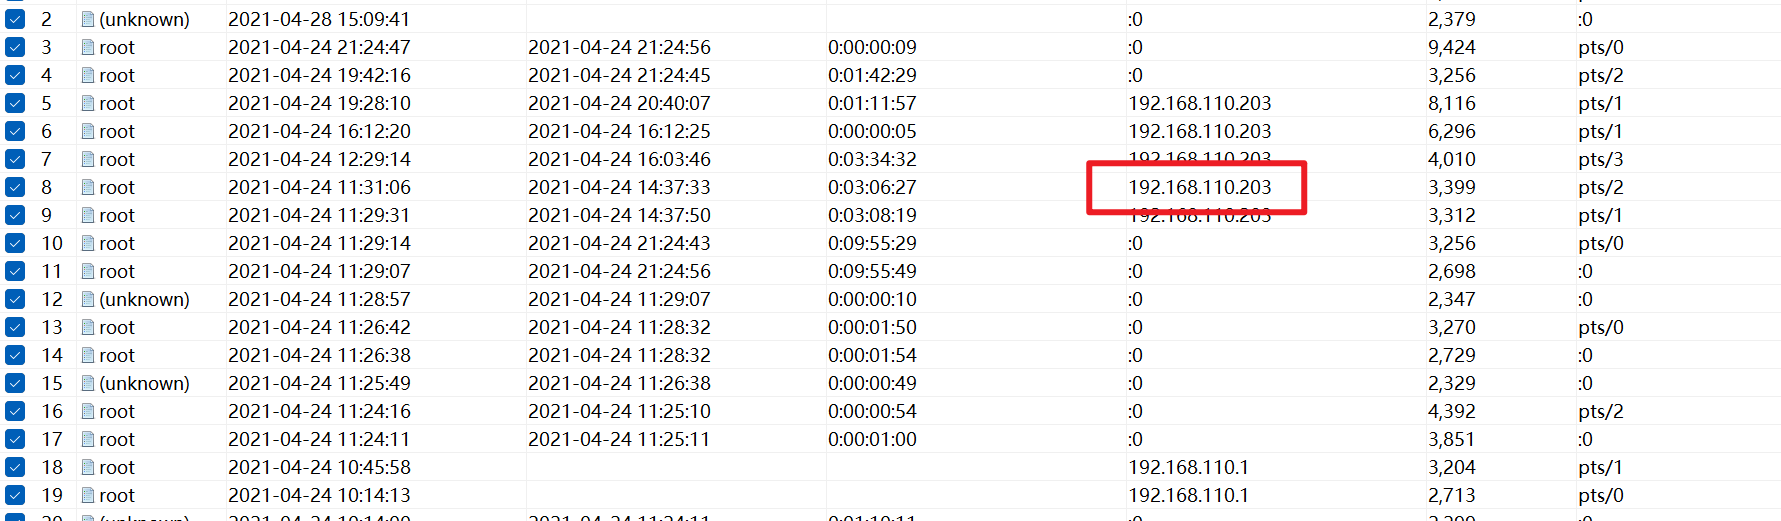 2 (unknown) 2021-04-28 15:09:41 :0 2,379 :0
3 root 2021-04-24 21:24:47 2021-04-24 21:24:56 0:00:00:09 :0 9,424 pts/0
4 root 2021-04-24 19:42:16 2021-04-24 21:24:45 0:01:42:29 :0 3,256 pts/2
5 root 2021-04-24 19:28:10 2021-04-24 20:40:07 0:01:11:57 192.168.110.203 8,116 pts/1
6 root 2021-04-24 16:12:20 2021-04-24 16:12:25 0:00:00:05 192.168.110.203 6,296 pts/1
7 root 2021-04-24 12:29:14 2021-04-24 16:03:46 0:03:34:32 192.168.110.203 4,010 pts/3
8 root 2021-04-24 11:31:06 2021-04-24 14:37:33 0:03:06:27 192.168.110.203 3,399 pts/2
9 root 2021-04-24 11:29:31 2021-04-24 14:37:50 0:03:08:19 192.168.110.203 3,312 pts/1
10 root 2021-04-24 11:29:14 2021-04-24 21:24:43 0:09:55:29 :0 3,256 pts/0
11 root 2021-04-24 11:29:07 2021-04-24 21:24:56 0:09:55:49 :0 2,698 :0
12 (unknown) 2021-04-24 11:28:57 2021-04-24 11:29:07 0:00:00:10 :0 2,347 :0
13 root 2021-04-24 11:26:42 2021-04-24 11:28:32 0:00:01:50 :0 3,270 pts/0
14 root 2021-04-24 11:26:38 2021-04-24 11:28:32 0:00:01:54 :0 2,729 :0
15 (unknown) 2021-04-24 11:25:49 2021-04-24 11:26:38 0:00:00:49 :0 2,329 :0
16 root 2021-04-24 11:24:16 2021-04-24 11:25:10 0:00:00:54 :0 4,392 pts/2
17 root 2021-04-24 11:24:11 2021-04-24 11:25:11 0:00:01:00 :0 3,851 :0
18 root 2021-04-24 10:45:58 192.168.110.1 3,204 pts/1
19 root 2021-04-24 10:14:13 192.168.110.1 2,713 pts/0